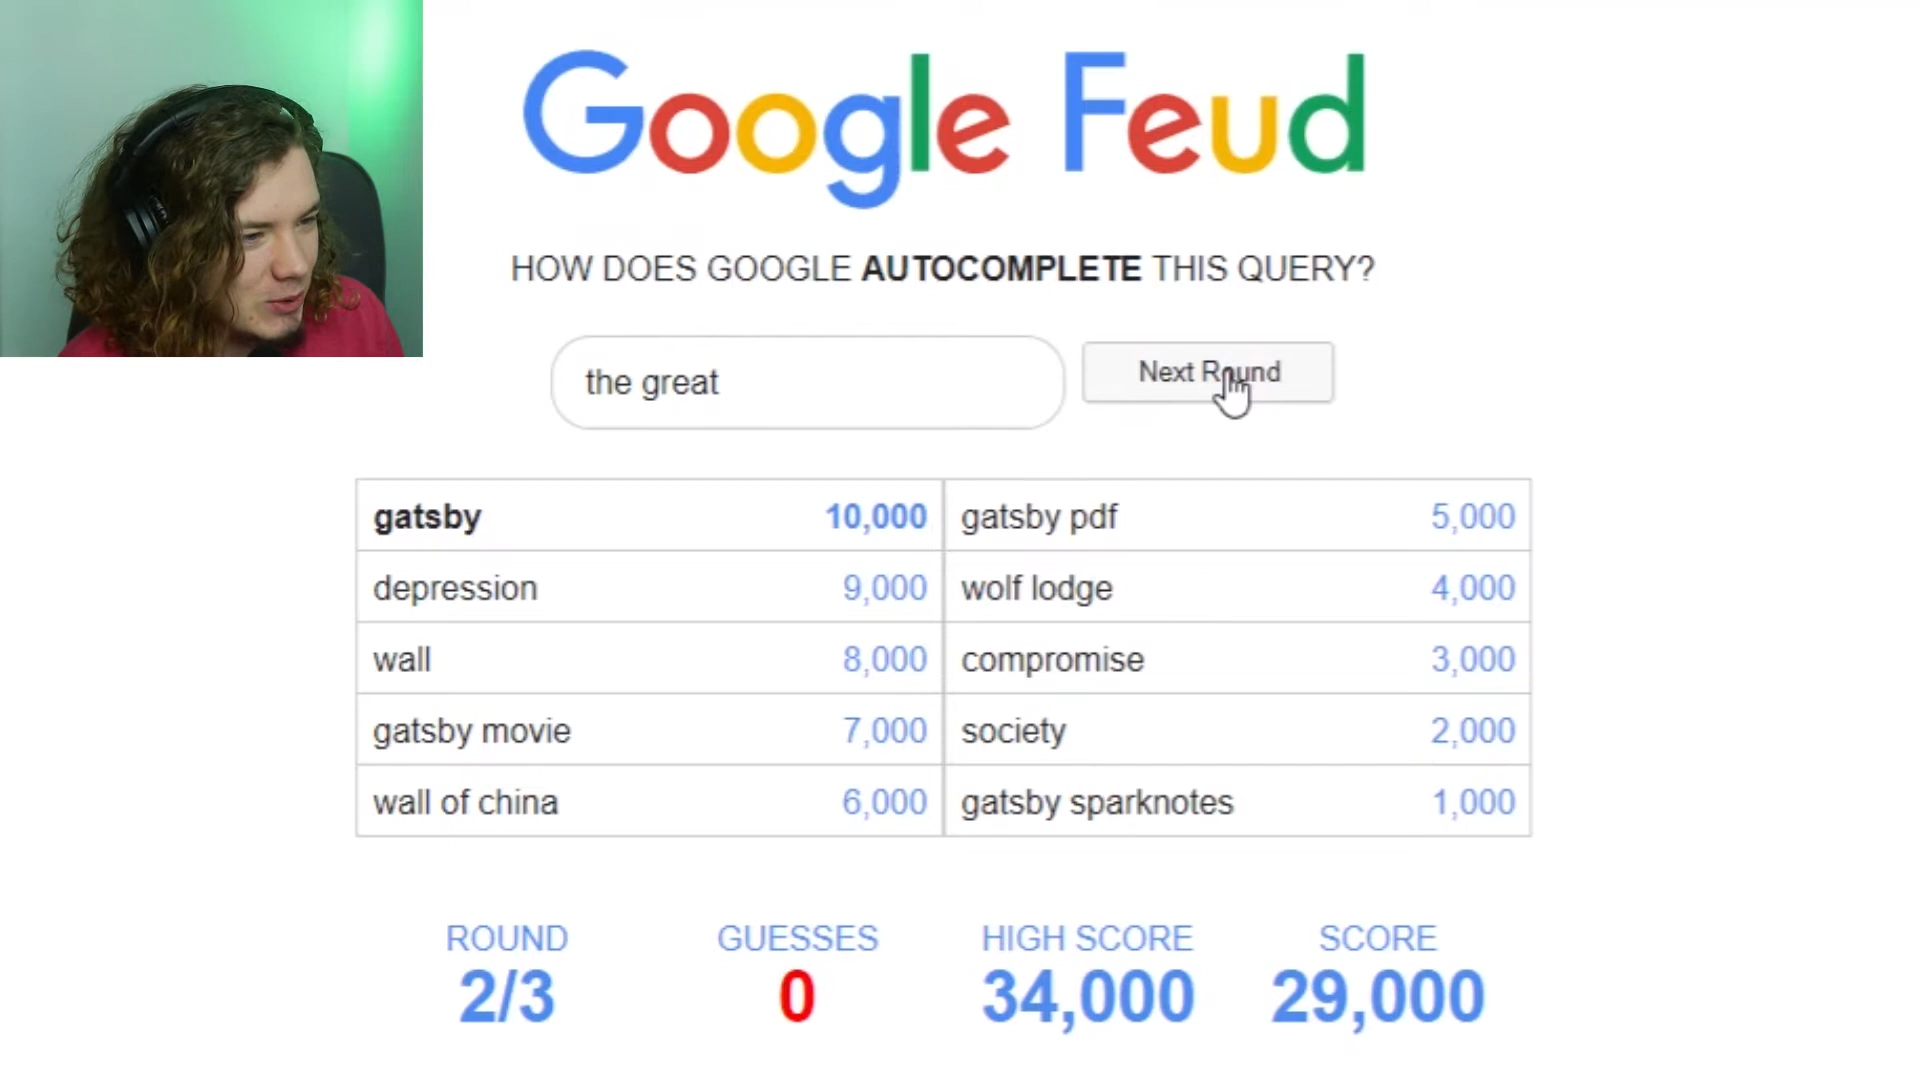 Google Feud
HOW DOES GOOGLE AUTOCOMPLETE THIS QUERY?
the great
Next Round
gatsby 10,000 gatsby pdf 5,000
depression 9,000 wolf lodge 4,000
wall 8,000 compromise 3,000
gatsby movie 7,000 society 2,000
wall of china 6,000 gatsby sparknotes 1,000
ROUND GUESSES HIGH SCORE SCORE
2/3 0 34,000 29,000